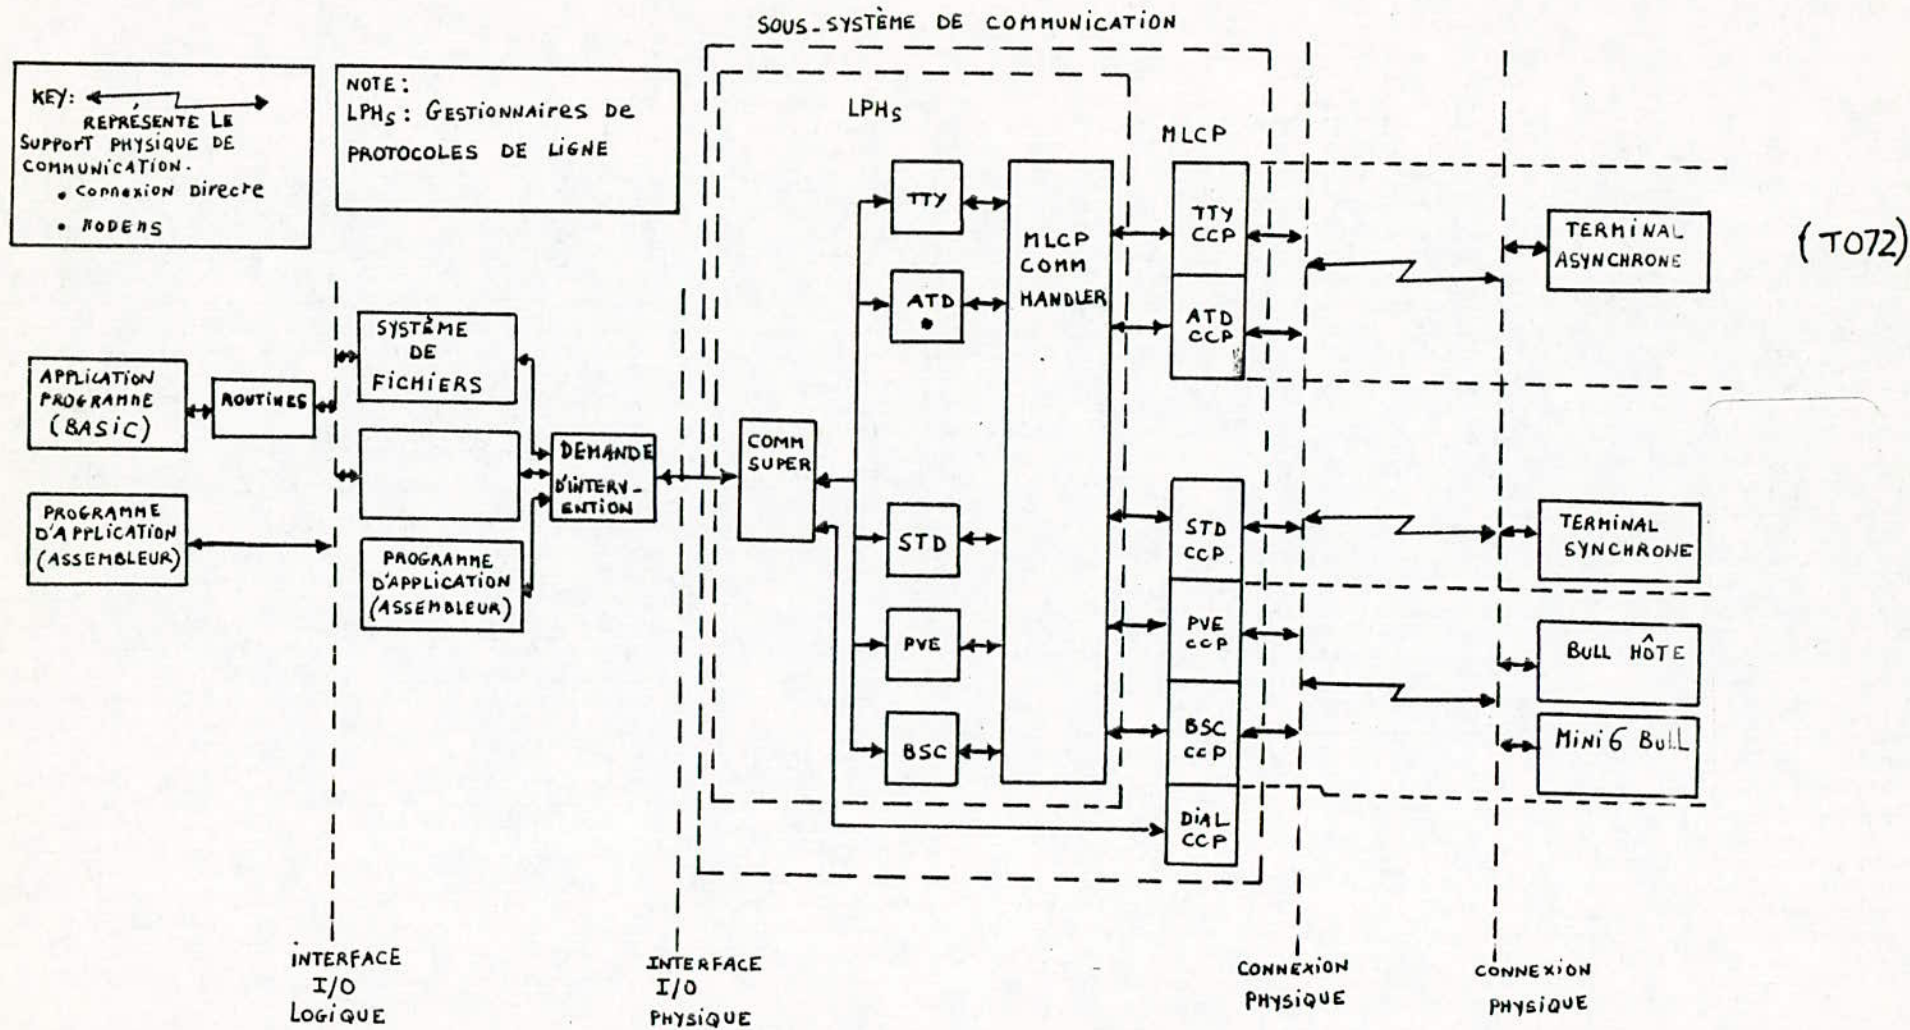 SOUS-SYSTÈME DE COMMUNICATION
KEY:
REPRÉSENTE LE
SUPPORT PHYSIQUE DE
COMMUNICATION.
• Connexion Directe
• MODEMS
NOTE:
LPHS: GESTIONNAIRES DE
PROTOCOLES DE LIGNE
LPHS
MLCP
TTY
ATD
•
STD
PVE
BSC
MLCP
COMM
HANDLER
TTY
CCP
ATD
CCP
STD
CCP
PVE
CCP
BSC
CCP
DIAL
CCP
TERMINAL
ASYNCHRONE
(TO72)
TERMINAL
SYNCHRONE
BULL HÔTE
MINI 6 BULL
APPLICATION
PROGRAMME
(BASIC)
ROUTINES
PROGRAMME
D'APPLICATION
(ASSEMBLEUR)
SYSTÈME
DE
FICHIERS
PROGRAMME
D'APPLICATION
(ASSEMBLEUR)
DEMANDE
D'INTERV-
ENTION
COMM
SUPER
INTERFACE
I/O
LOGIQUE
INTERFACE
I/O
PHYSIQUE
CONNEXION
PHYSIQUE
CONNEXION
PHYSIQUE